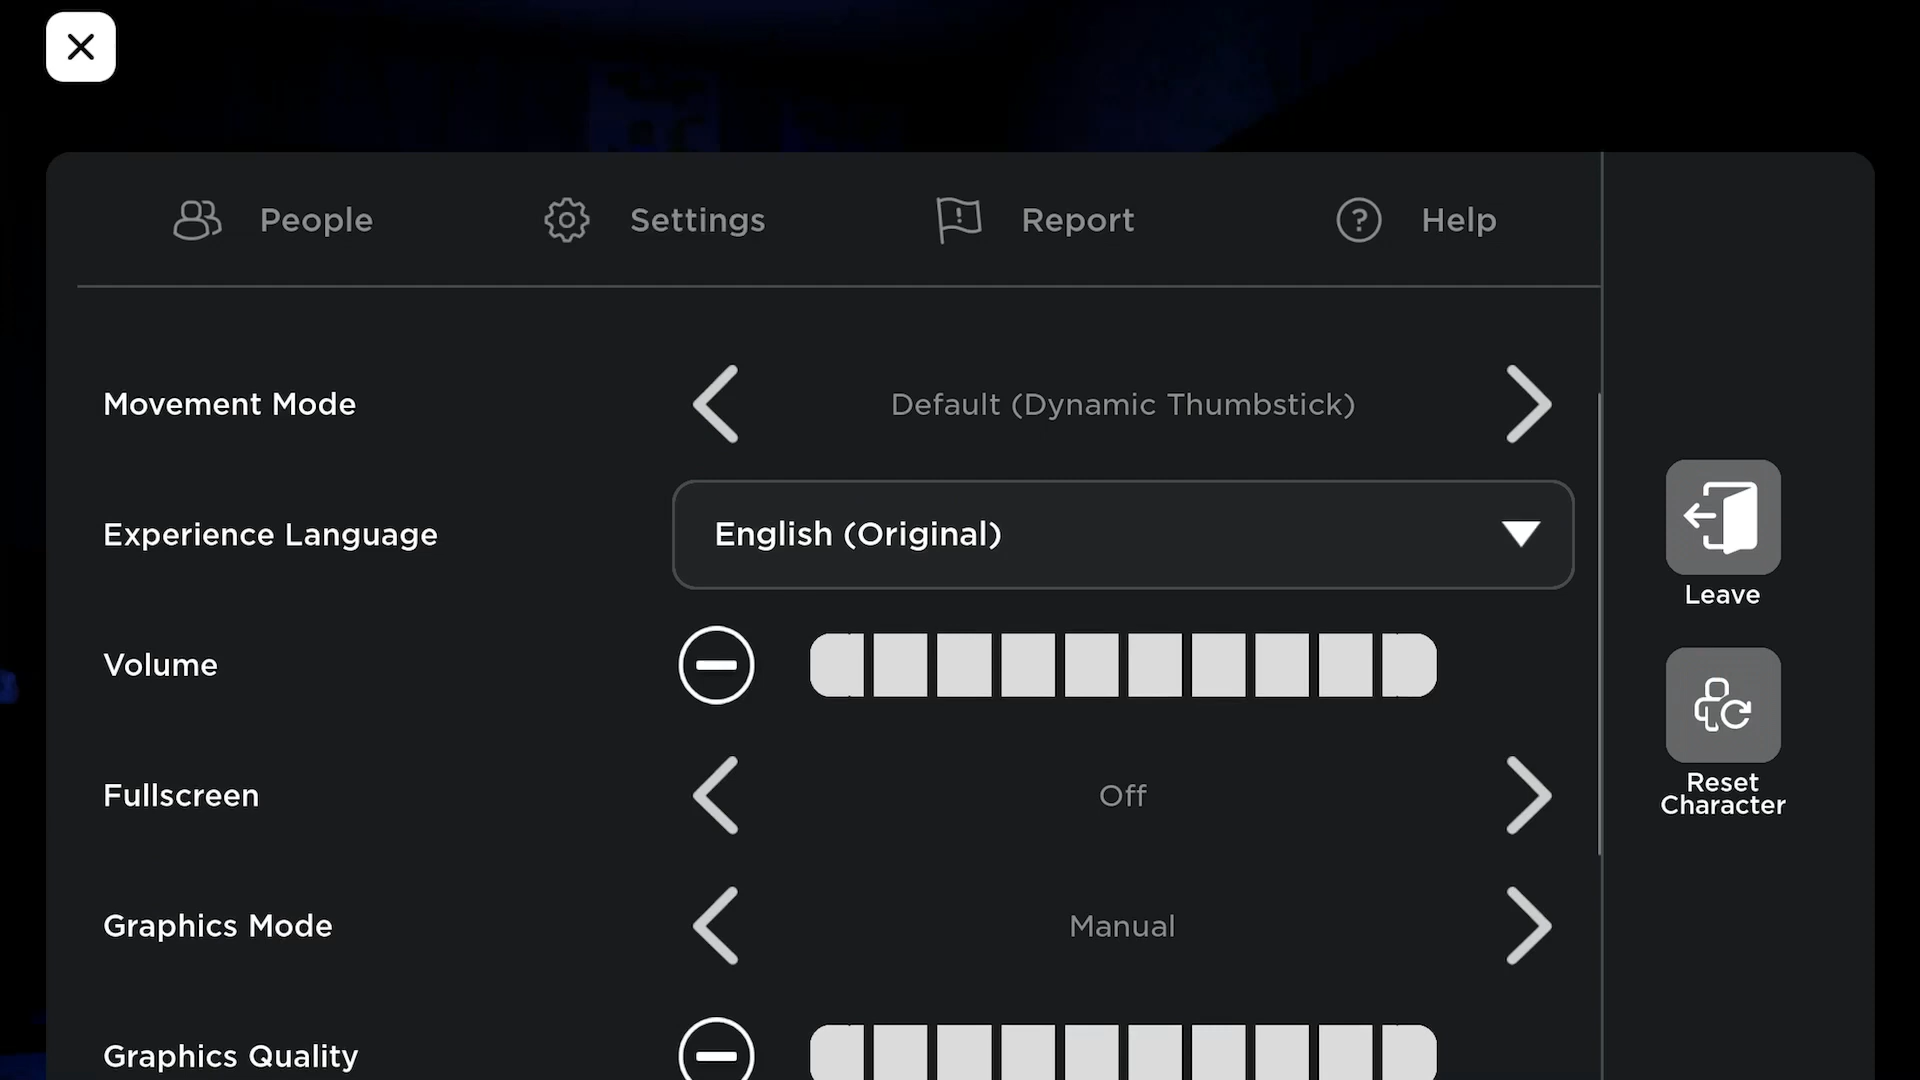 People
Settings
Report
Help
Movement Mode
Default (Dynamic Thumbstick)
Experience Language
English (Original)
Volume
Fullscreen
Off
Graphics Mode
Manual
Graphics Quality
Leave
Reset
Character